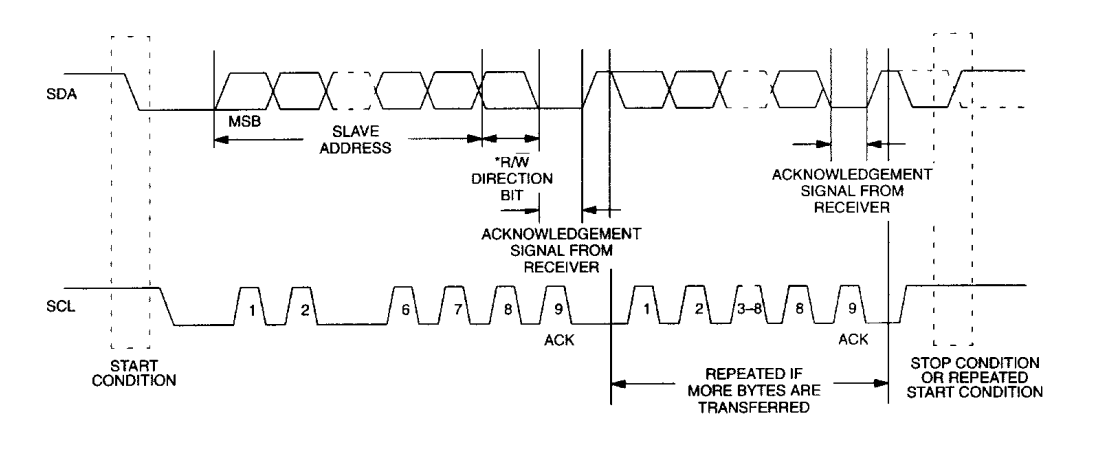 SDA
MSB
SLAVE
ADDRESS
*R/W̅
DIRECTION
BIT
ACKNOWLEDGEMENT
SIGNAL FROM
RECEIVER
ACKNOWLEDGEMENT
SIGNAL FROM
RECEIVER
SCL
1 2 6 7 8 9 1 2 3–8 8 9
ACK ACK
START
CONDITION
REPEATED IF
MORE BYTES ARE
TRANSFERRED
STOP CONDITION
OR REPEATED
START CONDITION